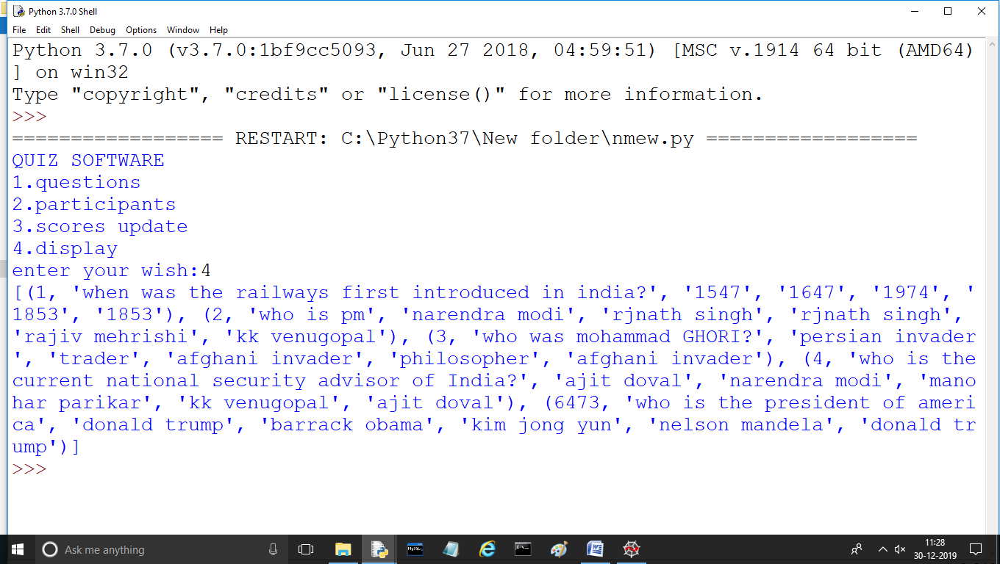 Python 3.7.0 Shell
File Edit Shell Debug Options Window Help
Python 3.7.0 (v3.7.0:1bf9cc5093, Jun 27 2018, 04:59:51) [MSC v.1914 64 bit (AMD64)
] on win32
Type "copyright", "credits" or "license()" for more information.
>>>
================== RESTART: C:\Python37\New folder\nmew.py ==================
QUIZ SOFTWARE
1.questions
2.participants
3.scores update
4.display
enter your wish:4
[(1, 'when was the railways first introduced in india?', '1547', '1647', '1974', '
1853', '1853'), (2, 'who is pm', 'narendra modi', 'rjnath singh', 'rjnath singh',
'rajiv mehrishi', 'kk venugopal'), (3, 'who was mohammad GHORI?', 'persian invader
', 'trader', 'afghani invader', 'philosopher', 'afghani invader'), (4, 'who is the
current national security advisor of India?', 'ajit doval', 'narendra modi', 'mano
har parikar', 'kk venugopal', 'ajit doval'), (6473, 'who is the president of ameri
ca', 'donald trump', 'barrack obama', 'kim jong yun', 'nelson mandela', 'donald tr
ump')]
>>>
Ask me anything
11:28
30-12-2019